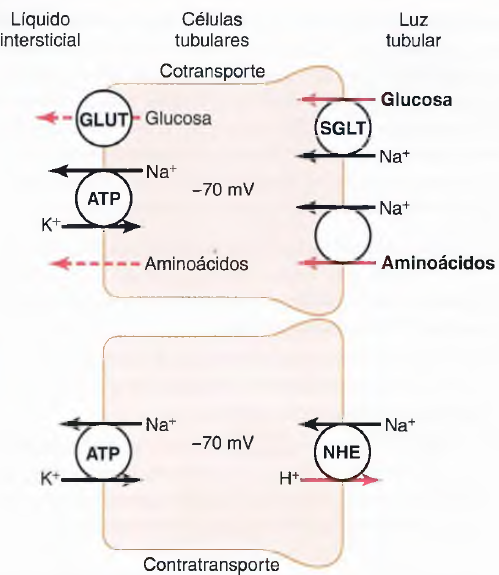 Líquido
intersticial
Células
tubulares
Luz
tubular
Cotransporte
GLUT
Glucosa
Glucosa
SGLT
Na⁺
Na⁺
ATP
-70 mV
K⁺
Na⁺
Aminoácidos
Aminoácidos
Na⁺
Na⁺
ATP
-70 mV
NHE
K⁺
H⁺
Contratransporte